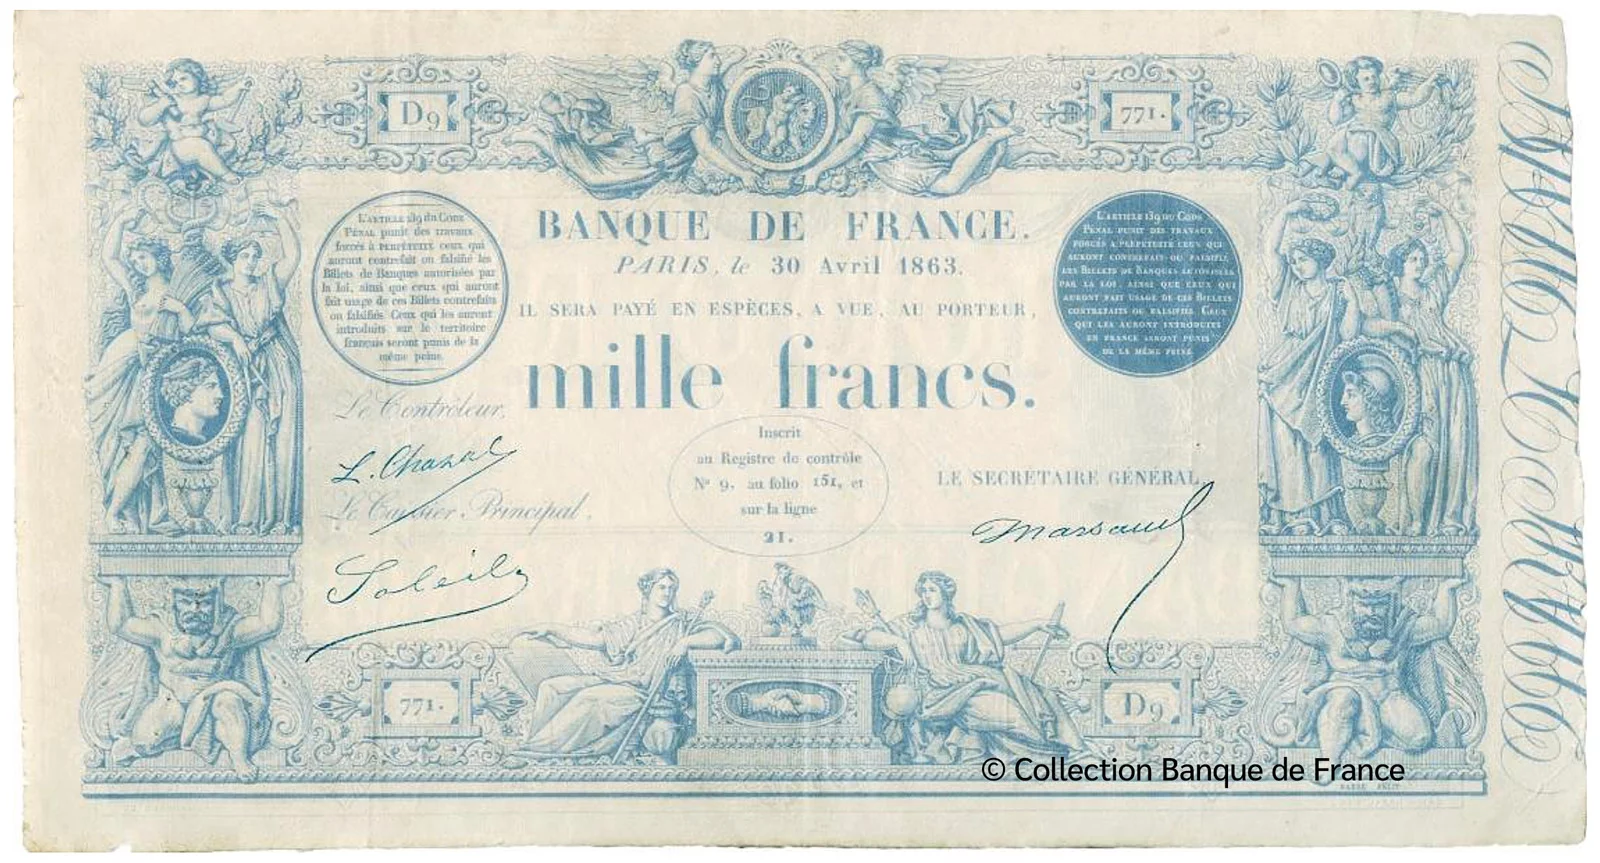 D9
771.
BANQUE DE FRANCE.
PARIS, le 30 Avril 1863.
IL SERA PAYÉ EN ESPÈCES, A VUE, AU PORTEUR,
mille francs.
L'ARTICLE 139 du CODE
PÉNAL punit des travaux
forcés à PERPÉTUITÉ ceux qui
auront contrefait ou falsifié les
Billets de Banques autorisées par
la loi, ainsi que ceux qui auront
fait usage de ces Billets contrefaits
ou falsifiés. Ceux qui les auront
introduits sur le territoire
français seront punis de la
même peine.
L'ARTICLE 139 DU CODE
PÉNAL PUNIT DES TRAVAUX
FORCÉS A PERPÉTUITÉ CEUX QUI
AURONT CONTREFAIT OU FALSIFIÉ
LES BILLETS DE BANQUES AUTORISÉES
PAR LA LOI, AINSI QUE CEUX QUI
AURONT FAIT USAGE DE CES BILLETS
CONTREFAITS OU FALSIFIÉS. CEUX
QUI LES AURONT INTRODUITS
EN FRANCE SERONT PUNIS
DE LA MÊME PEINE
Le Contrôleur,
L. Chazal
Le Caissier Principal,
Soleil
Inscrit
au Registre de contrôle
Nº 9, au folio 151, et
sur la ligne
21.
LE SECRÉTAIRE GÉNÉRAL,
Marsaud
771.
D9
© Collection Banque de France